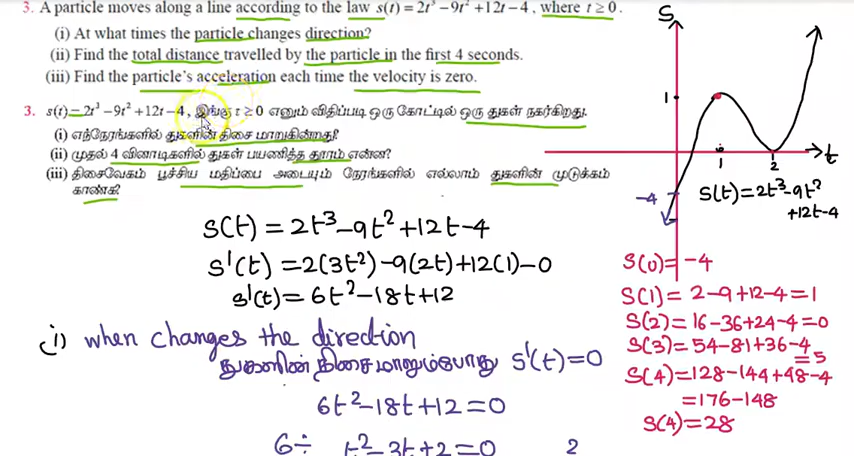 3. A particle moves along a line according to the law s(t) = 2t³ − 9t² + 12t − 4 , where t ≥ 0 .
(i) At what times the particle changes direction?
(ii) Find the total distance travelled by the particle in the first 4 seconds.
(iii) Find the particle's acceleration each time the velocity is zero.
3. s(t) = 2t³ − 9t² + 12t − 4 , இங்கு t ≥ 0 எனும் விதிப்படி ஒரு கோட்டில் ஒரு துகள் நகர்கிறது.
(i) எந்நேரங்களில் துகளின் திசை மாறுகின்றது?
(ii) முதல் 4 வினாடிகளில் துகள் பயணித்த தூரம் என்ன?
(iii) திசைவேகம் பூச்சிய மதிப்பை அடையும் நேரங்களில் எல்லாம் துகளின் முடுக்கம்
காண்க?
S(t) = 2t³ − 9t² + 12t − 4
s'(t) = 2(3t²) − 9(2t) + 12(1) − 0
s'(t) = 6t² − 18t + 12
i) when changes the direction
துகளின் திசைமாறும்போது s'(t) = 0
6t² − 18t + 12 = 0
6 ÷ t² − 3t + 2 = 0
2
S
1
1
2
t
−4
S(t) = 2t³ − 9t²
+12t − 4
S(0) = −4
S(1) = 2 − 9 + 12 − 4 = 1
S(2) = 16 − 36 + 24 − 4 = 0
S(3) = 54 − 81 + 36 − 4
= 5
S(4) = 128 − 144 + 48 − 4
= 176 − 148
S(4) = 28